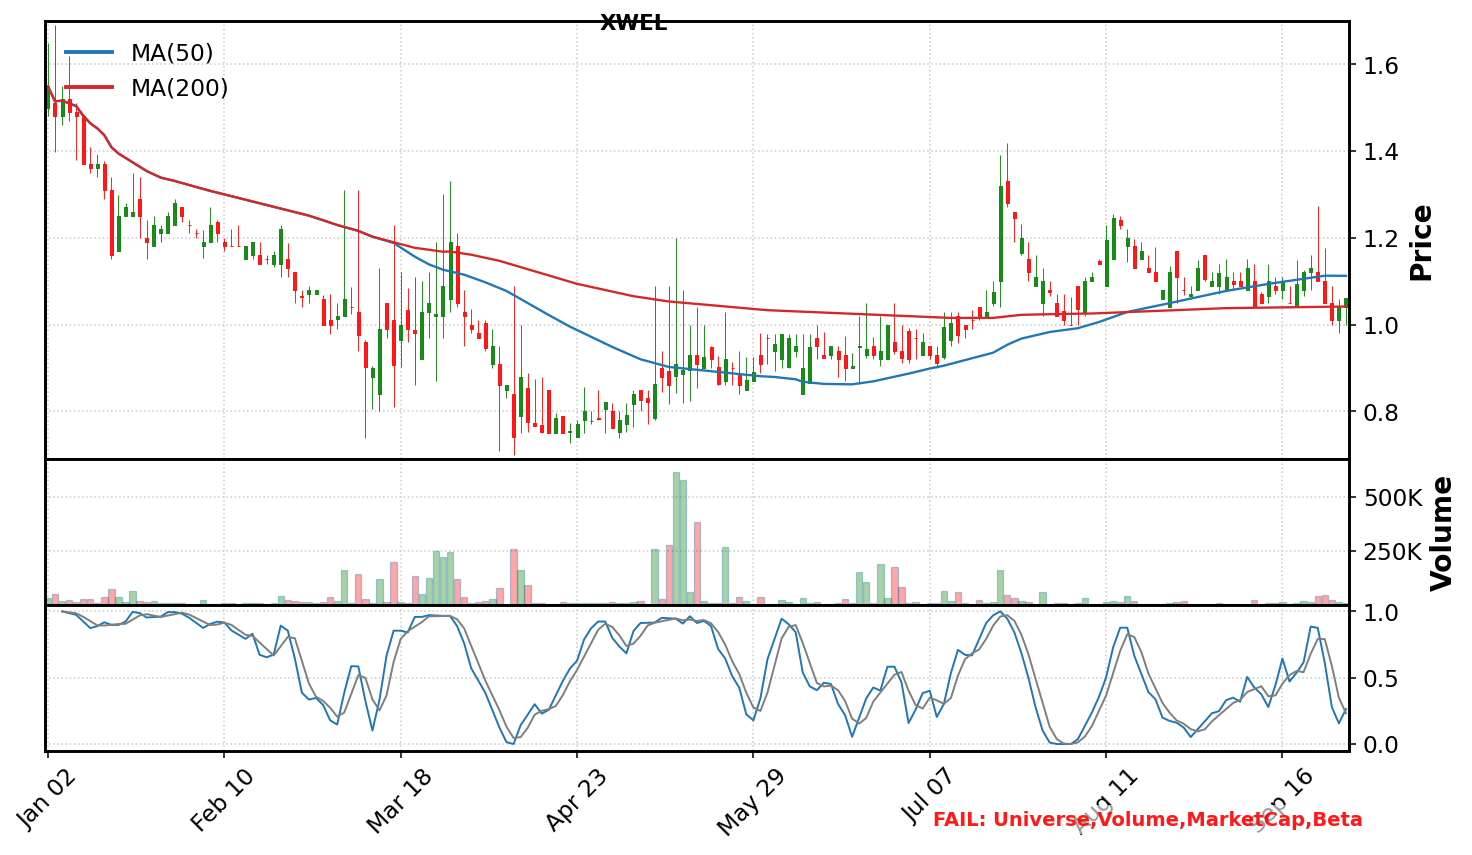 XWEL
MA(50)
MA(200)
1.6
1.4
1.2
1.0
0.8
Price
500K
250K
Volume
1.0
0.5
0.0
Jan 02
Feb 10
Mar 18
Apr 23
May 29
Jul 07
Aug 11
Sep 16
FAIL: Universe,Volume,MarketCap,Beta